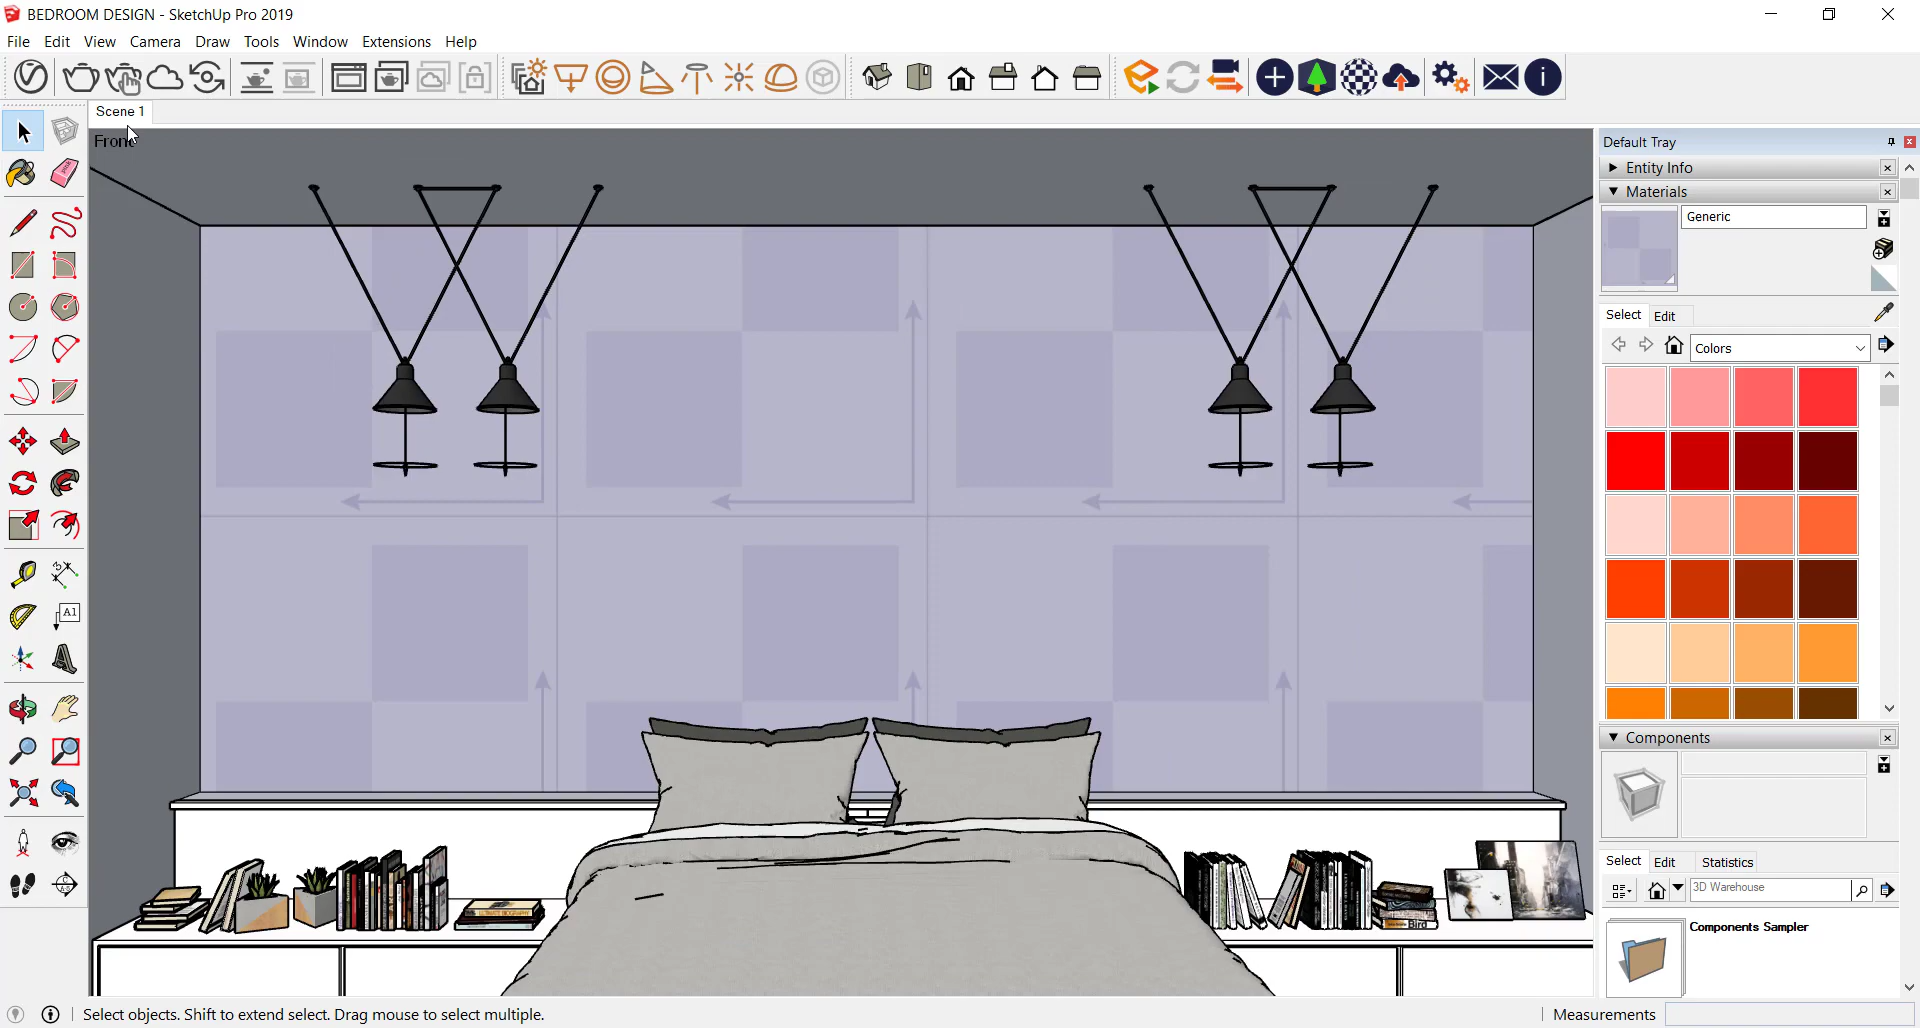 BEDROOM DESIGN - SketchUp Pro 2019
File Edit View Camera Draw Tools Window Extensions Help
Scene 1
Front
Default Tray
Entity Info
Materials
Generic
Select Edit
Colors
A1
Components
Select Edit Statistics
3D Warehouse
Components Sampler
Bird
Select objects. Shift to extend select. Drag mouse to select multiple.
Measurements